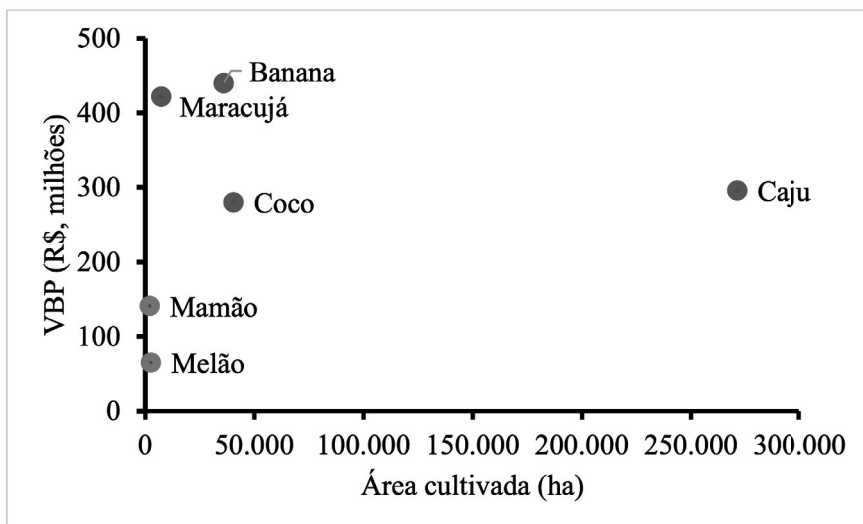 VBP (R$, milhões)
500
400
300
200
100
0
Banana
Maracujá
Coco
Caju
Mamão
Melão
0 50.000 100.000 150.000 200.000 250.000 300.000
Área cultivada (ha)